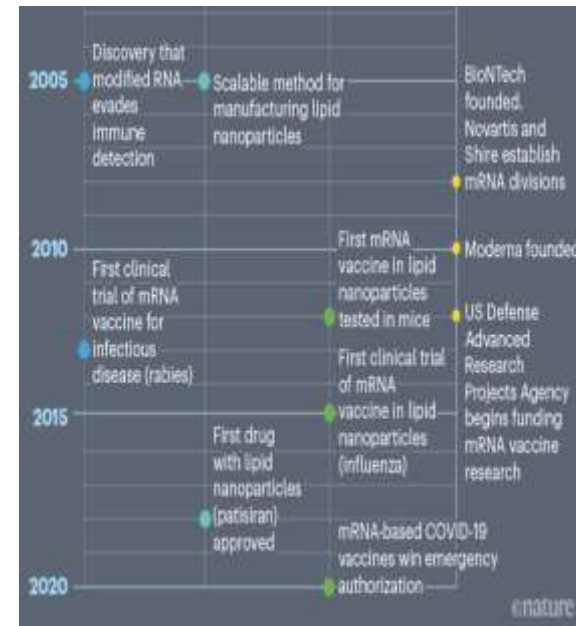 2005
Discovery that
modified RNA
evades
immune
detection
Scalable method for
manufacturing lipid
nanoparticles
BioNTech
founded.
Novartis and
Shire establish
mRNA divisions
2010
Moderna founded
First clinical
trial of mRNA
vaccine for
infectious
disease (rabies)
First mRNA
vaccine in lipid
nanoparticles
tested in mice
US Defense
Advanced
Research
Projects Agency
begins funding
mRNA vaccine
research
2015
First clinical trial
of mRNA
vaccine in lipid
nanoparticles
(influenza)
First drug
with lipid
nanoparticles
(patisiran)
approved
2020
mRNA-based COVID-19
vaccines win emergency
authorization
©nature